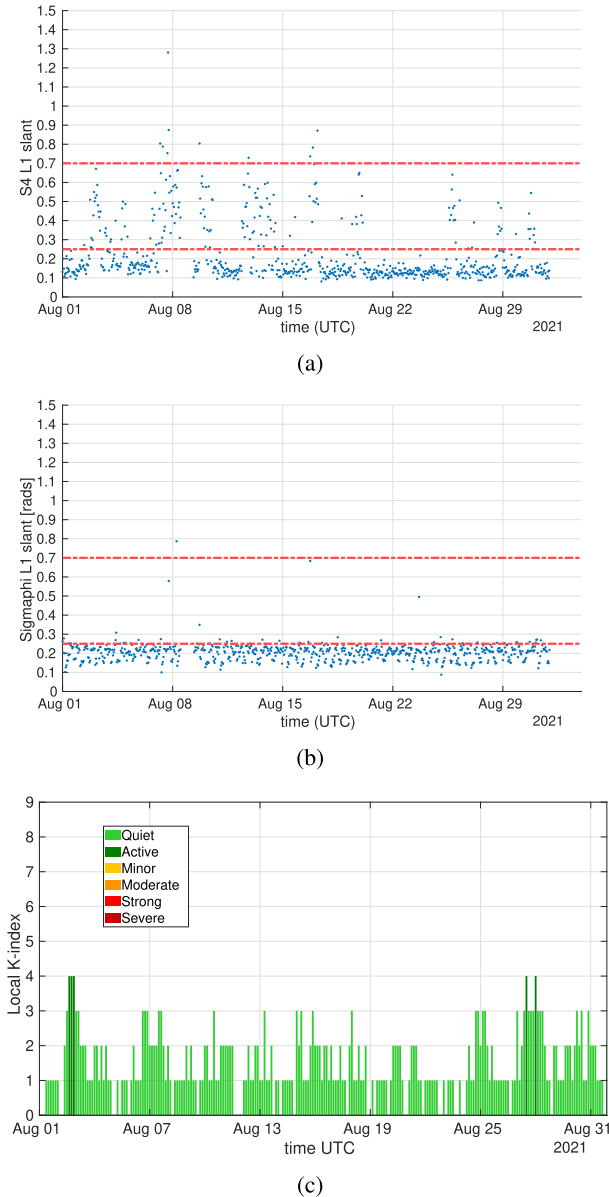 1.5
1.4
1.3
1.2
1.1
1
0.9
0.8
0.7
0.6
0.5
0.4
0.3
0.2
0.1
0
S4 L1 slant
Aug 01 Aug 08 Aug 15 Aug 22 Aug 29
time (UTC) 2021
(a)
1.5
1.4
1.3
1.2
1.1
1
0.9
0.8
0.7
0.6
0.5
0.4
0.3
0.2
0.1
0
Sigmaphi L1 slant [rads]
Aug 01 Aug 08 Aug 15 Aug 22 Aug 29
time (UTC) 2021
(b)
9
8
7
6
5
4
3
2
1
0
Local K-index
Quiet
Active
Minor
Moderate
Strong
Severe
Aug 01 Aug 07 Aug 13 Aug 19 Aug 25 Aug 31
time UTC 2021
(c)